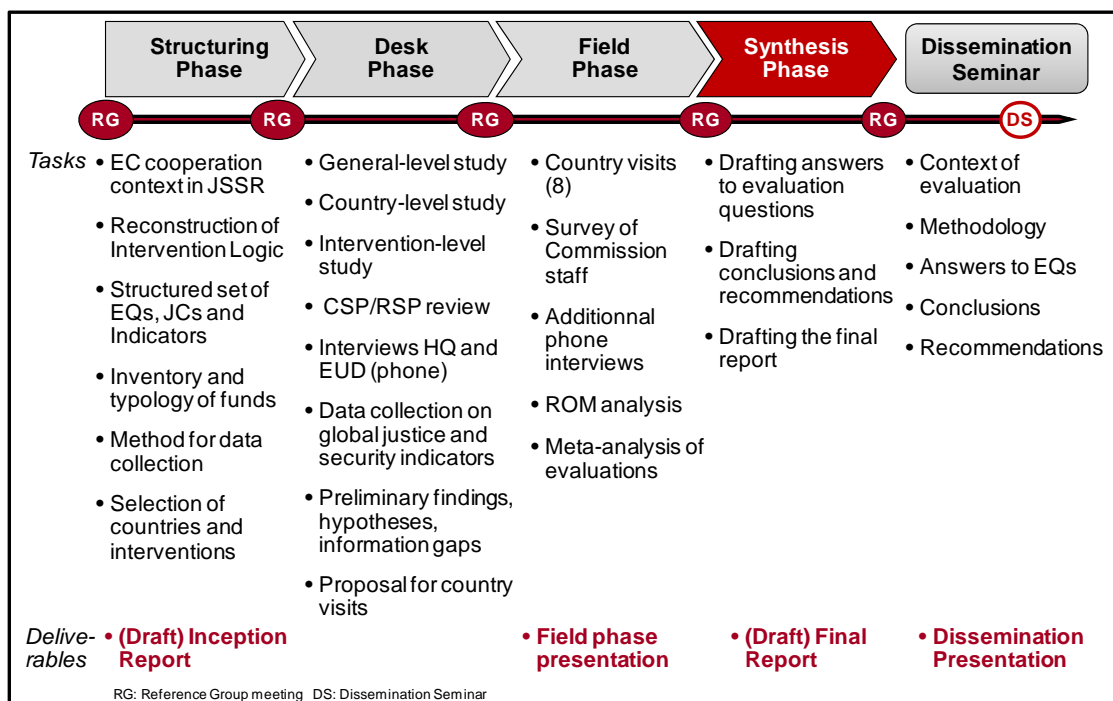 Structuring
Phase
Desk
Phase
Field
Phase
Synthesis
Phase
Dissemination
Seminar
RG
RG
RG
RG
RG
DS
Tasks
• EC cooperation
context in JSSR
• Reconstruction of
Intervention Logic
• Structured set of
EQs, JCs and
Indicators
• Inventory and
typology of funds
• Method for data
collection
• Selection of
countries and
interventions
• General-level study
• Country-level study
• Intervention-level
study
• CSP/RSP review
• Interviews HQ and
EUD (phone)
• Data collection on
global justice and
security indicators
• Preliminary findings,
hypotheses,
information gaps
• Proposal for country
visits
• Country visits
(8)
• Survey of
Commission
staff
• Additionnal
phone
interviews
• ROM analysis
• Meta-analysis of
evaluations
• Drafting answers
to evaluation
questions
• Drafting
conclusions and
recommendations
• Drafting the final
report
• Context of
evaluation
• Methodology
• Answers to EQs
• Conclusions
• Recommendations
Delive-
rables
• (Draft) Inception
Report
• Field phase
presentation
• (Draft) Final
Report
• Dissemination
Presentation
RG: Reference Group meeting DS: Dissemination Seminar